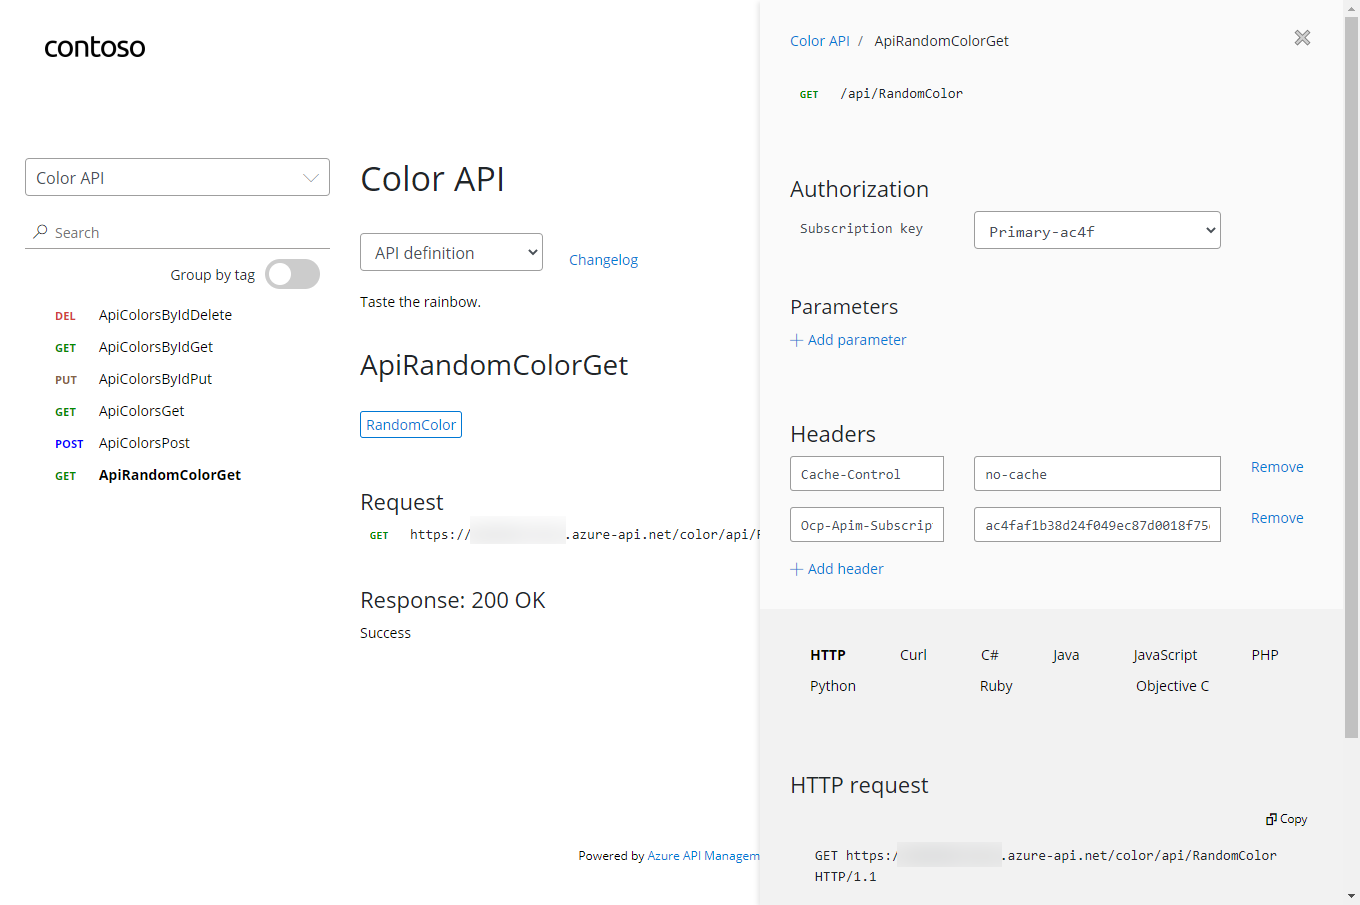 contoso
Color API
Search
Group by tag
DEL ApiColorsByIdDelete
GET ApiColorsByIdGet
PUT ApiColorsByIdPut
GET ApiColorsGet
POST ApiColorsPost
GET ApiRandomColorGet
Color API
API definition
Changelog
Taste the rainbow.
ApiRandomColorGet
RandomColor
Request
GET https:// .azure-api.net/color/api/
Response: 200 OK
Success
Powered by Azure API Managem
Color API / ApiRandomColorGet
GET /api/RandomColor
Authorization
Subscription key Primary-ac4f
Parameters
Add parameter
Headers
Cache-Control no-cache Remove
Ocp-Apim-Subscrip ac4faf1b38d24f049ec87d0018f75 Remove
Add header
HTTP Curl C# Java JavaScript PHP
Python Ruby Objective C
HTTP request
Copy
GET https:/ .azure-api.net/color/api/RandomColor
HTTP/1.1